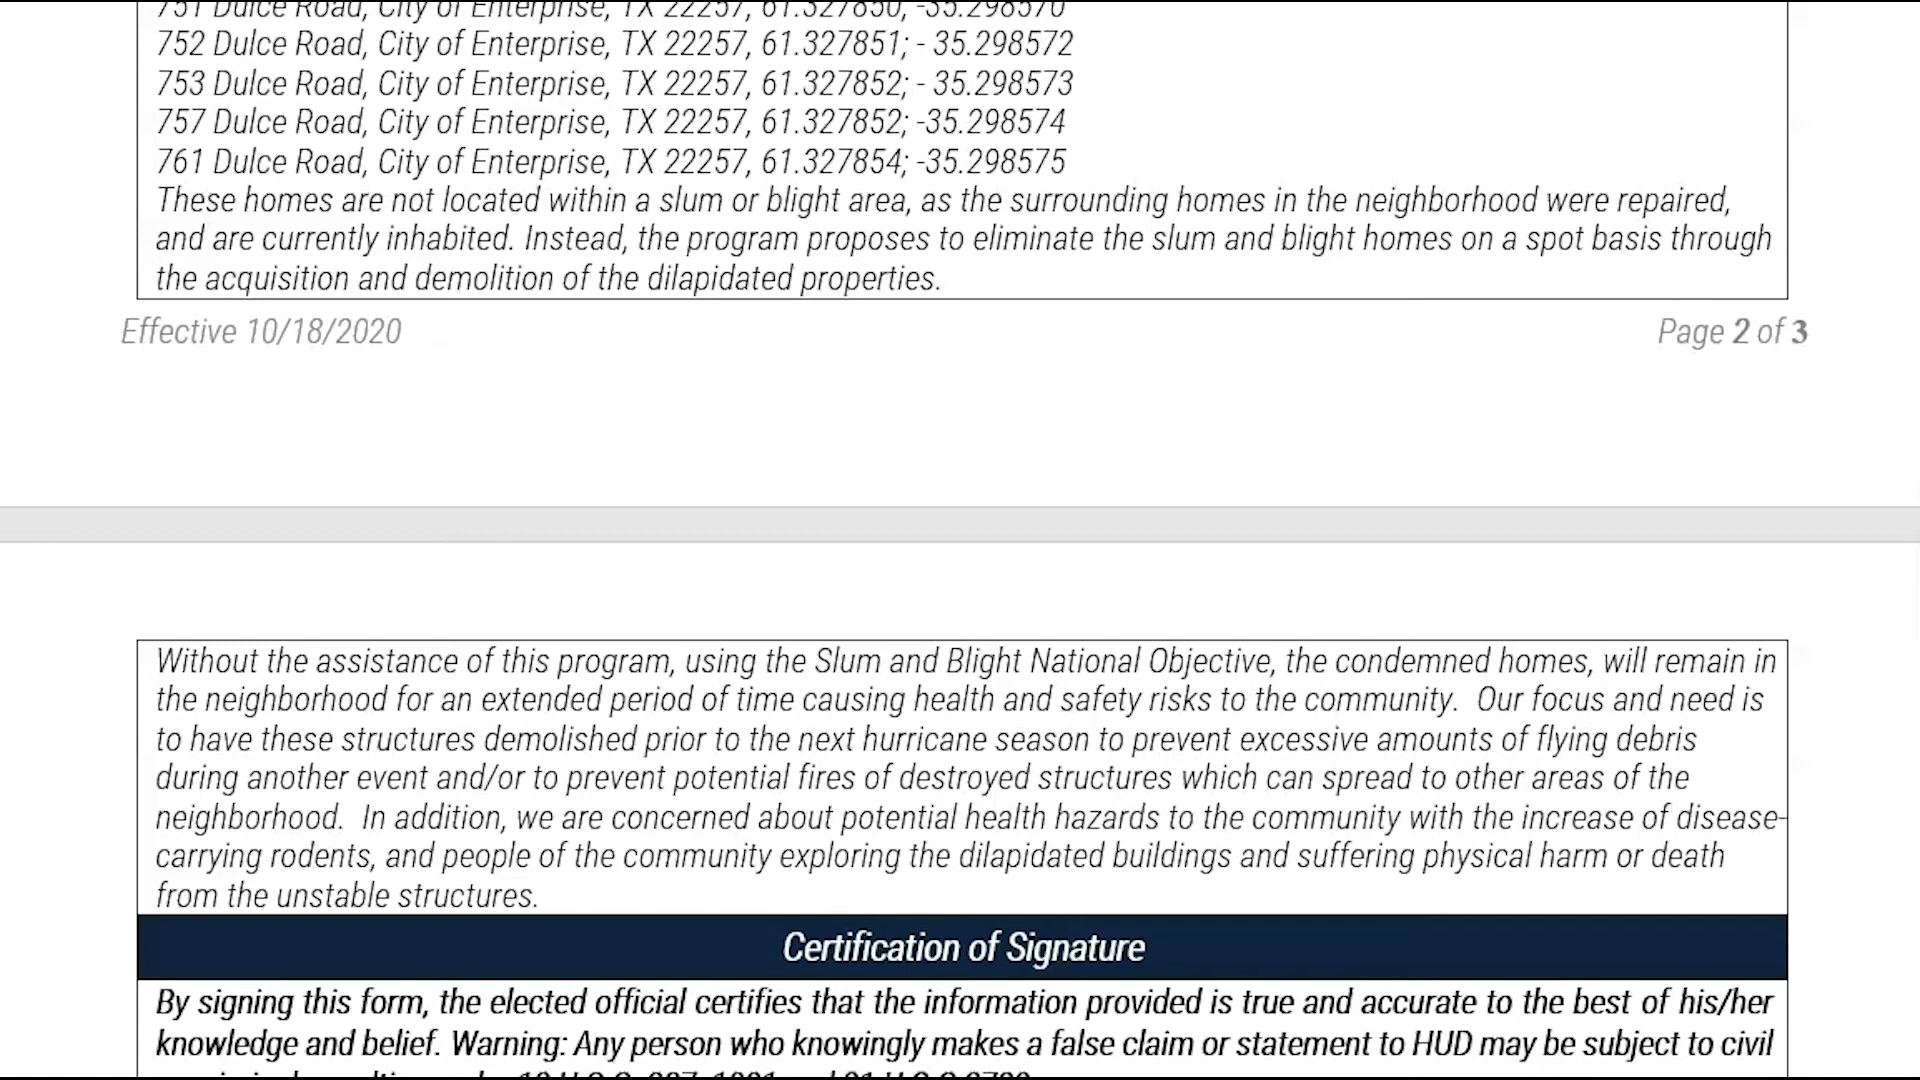 751 Dulce Road, City of Enterprise, TX 22257, 61.327850; -35.298570
752 Dulce Road, City of Enterprise, TX 22257, 61.327851; - 35.298572
753 Dulce Road, City of Enterprise, TX 22257, 61.327852; - 35.298573
757 Dulce Road, City of Enterprise, TX 22257, 61.327852; -35.298574
761 Dulce Road, City of Enterprise, TX 22257, 61.327854; -35.298575
These homes are not located within a slum or blight area, as the surrounding homes in the neighborhood were repaired,
and are currently inhabited. Instead, the program proposes to eliminate the slum and blight homes on a spot basis through
the acquisition and demolition of the dilapidated properties.
Effective 10/18/2020
Page 2 of 3
Without the assistance of this program, using the Slum and Blight National Objective, the condemned homes, will remain in
the neighborhood for an extended period of time causing health and safety risks to the community.  Our focus and need is
to have these structures demolished prior to the next hurricane season to prevent excessive amounts of flying debris
during another event and/or to prevent potential fires of destroyed structures which can spread to other areas of the
neighborhood.  In addition, we are concerned about potential health hazards to the community with the increase of disease-
carrying rodents, and people of the community exploring the dilapidated buildings and suffering physical harm or death
from the unstable structures.
Certification of Signature
By signing this form, the elected official certifies that the information provided is true and accurate to the best of his/her
knowledge and belief. Warning: Any person who knowingly makes a false claim or statement to HUD may be subject to civil